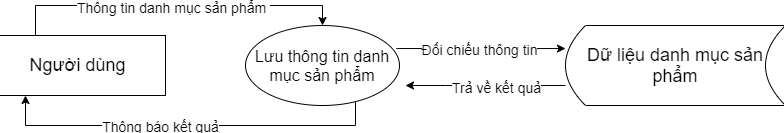 Thông tin danh mục sản phẩm
Người dùng
Lưu thông tin danh
mục sản phẩm
Đối chiếu thông tin
Trả về kết quả
Dữ liệu danh mục sản
phẩm
Thông báo kết quả